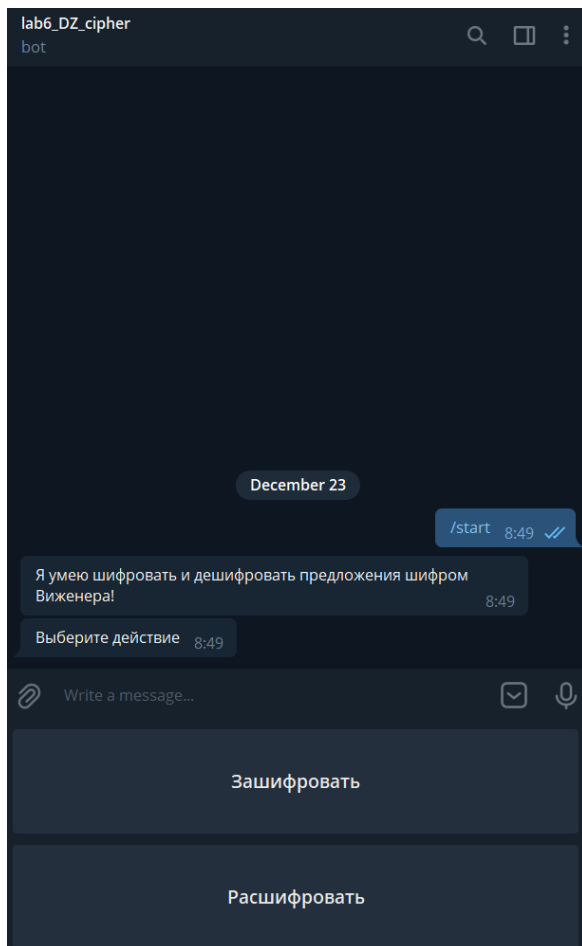 lab6_DZ_cipher
bot
December 23
/start 8:49
Я умею шифровать и дешифровать предложения шифром
Виженера! 8:49
Выберите действие 8:49
Write a message...
Зашифровать
Расшифровать